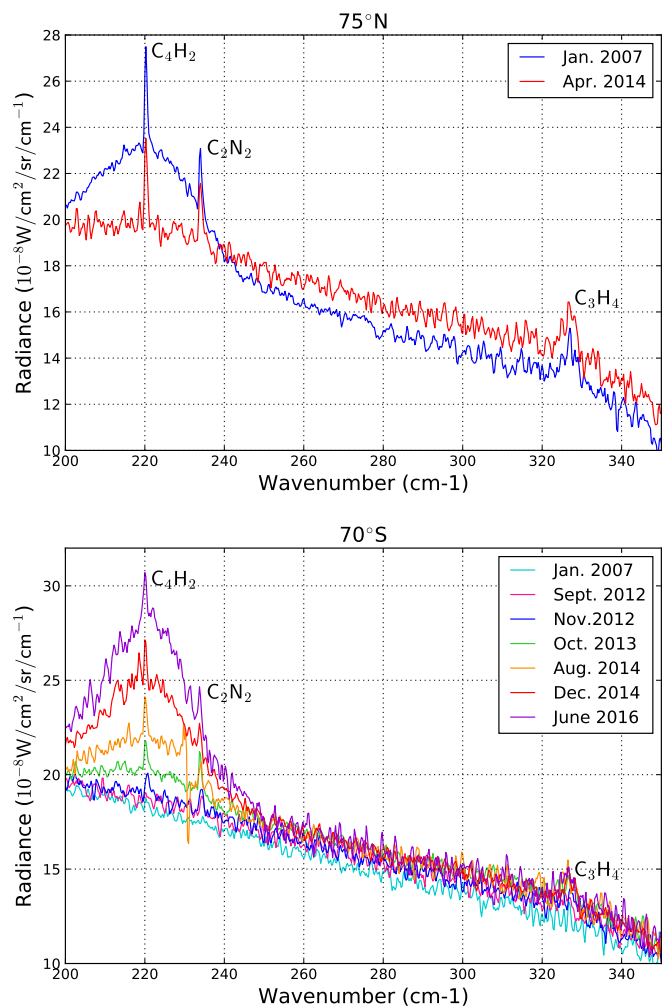 75°N
C₄H₂
C₂N₂
C₃H₄
Jan. 2007
Apr. 2014
Radiance (10⁻⁸W/cm²/sr/cm⁻¹)
28
26
24
22
20
18
16
14
12
10
200 220 240 260 280 300 320 340
Wavenumber (cm-1)
70°S
C₄H₂
C₂N₂
C₃H₄
Jan. 2007
Sept. 2012
Nov.2012
Oct. 2013
Aug. 2014
Dec. 2014
June 2016
Radiance (10⁻⁸W/cm²/sr/cm⁻¹)
30
25
20
15
10
200 220 240 260 280 300 320 340
Wavenumber (cm-1)